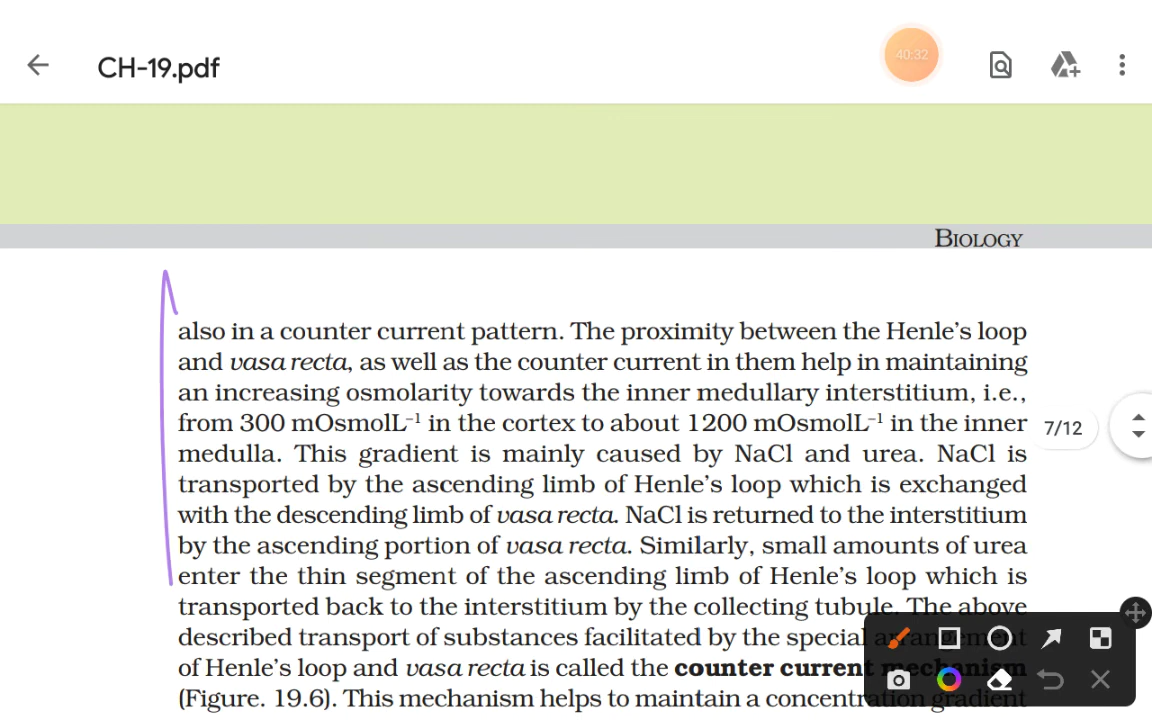 CH-19.pdf
40:32
BIOLOGY
also in a counter current pattern. The proximity between the Henle's loop
and vasa recta, as well as the counter current in them help in maintaining
an increasing osmolarity towards the inner medullary interstitium, i.e.,
from 300 mOsmolL⁻¹ in the cortex to about 1200 mOsmolL⁻¹ in the inner
7/12
medulla. This gradient is mainly caused by NaCl and urea. NaCl is
transported by the ascending limb of Henle's loop which is exchanged
with the descending limb of vasa recta. NaCl is returned to the interstitium
by the ascending portion of vasa recta. Similarly, small amounts of urea
enter the thin segment of the ascending limb of Henle's loop which is
transported back to the interstitium by the collecting tubule. The above
described transport of substances facilitated by the special arrangement
of Henle's loop and vasa recta is called the counter current mechanism
(Figure. 19.6). This mechanism helps to maintain a concentration gradient